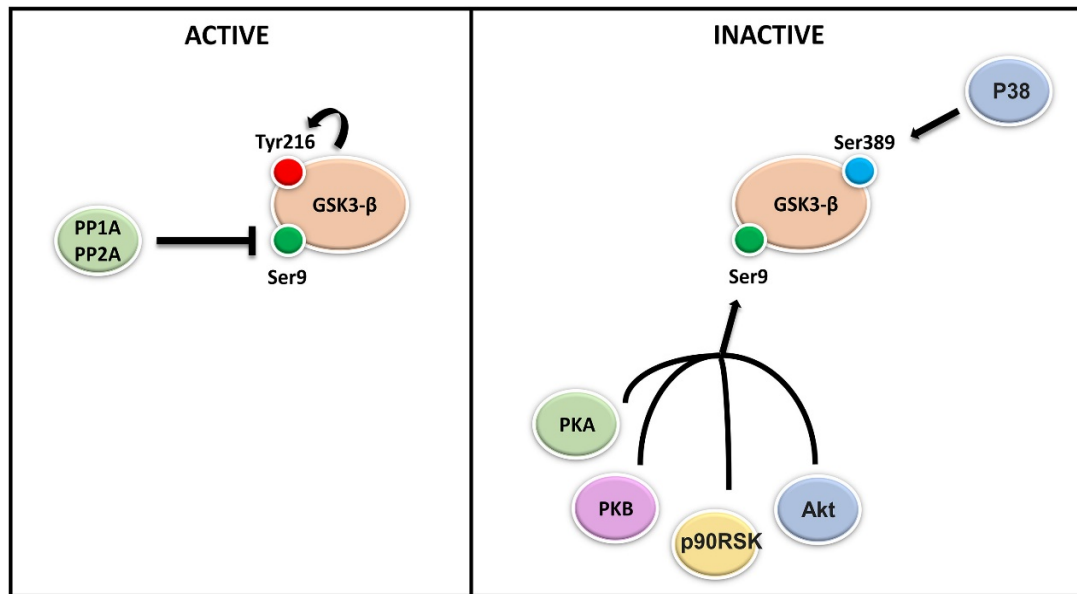 ACTIVE
Tyr216
GSK3-β
PP1A
PP2A
Ser9
INACTIVE
P38
Ser389
GSK3-β
Ser9
PKA
PKB
p90RSK
Akt